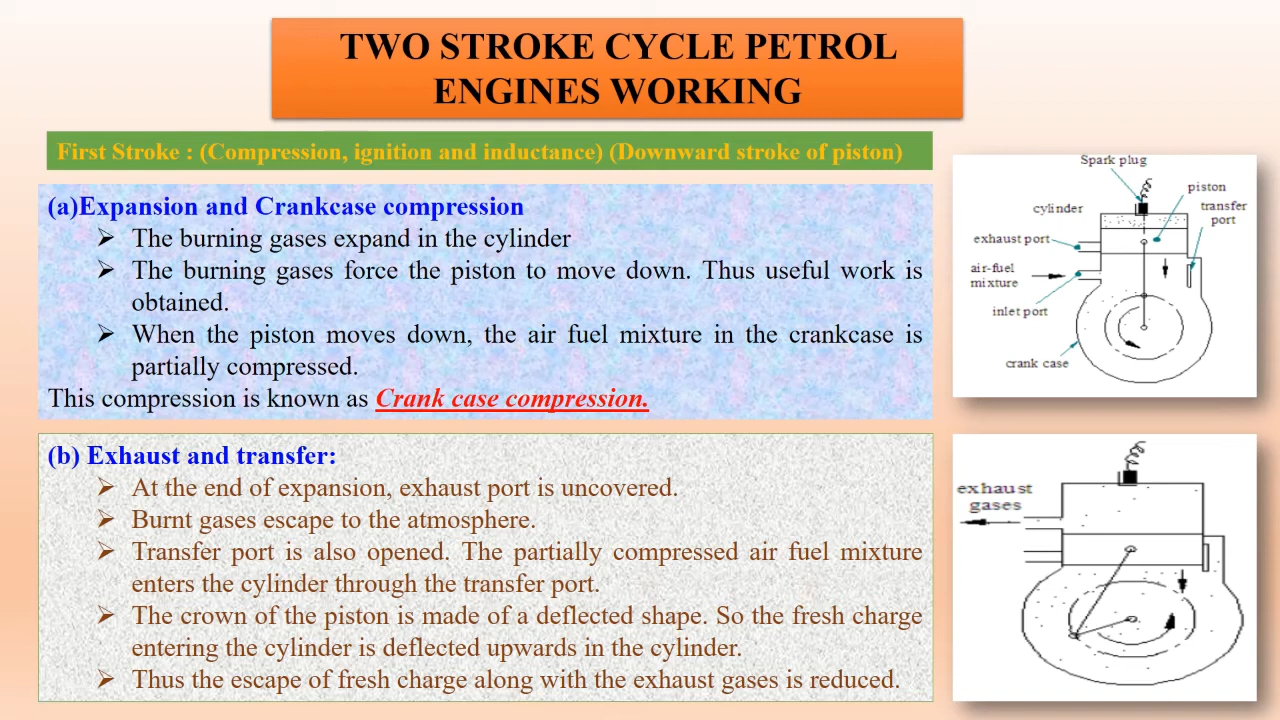 TWO STROKE CYCLE PETROL
ENGINES WORKING
First Stroke : (Compression, ignition and inductance) (Downward stroke of piston)
(a)Expansion and Crankcase compression
➢ The burning gases expand in the cylinder
➢ The burning gases force the piston to move down. Thus useful work is
obtained.
➢ When the piston moves down, the air fuel mixture in the crankcase is
partially compressed.
This compression is known as Crank case compression.
(b) Exhaust and transfer:
➢ At the end of expansion, exhaust port is uncovered.
➢ Burnt gases escape to the atmosphere.
➢ Transfer port is also opened. The partially compressed air fuel mixture
enters the cylinder through the transfer port.
➢ The crown of the piston is made of a deflected shape. So the fresh charge
entering the cylinder is deflected upwards in the cylinder.
➢ Thus the escape of fresh charge along with the exhaust gases is reduced.
Spark plug
piston
cylinder
transfer
port
exhaust port
air-fuel
mixture
inlet port
crank case
exhaust
gases